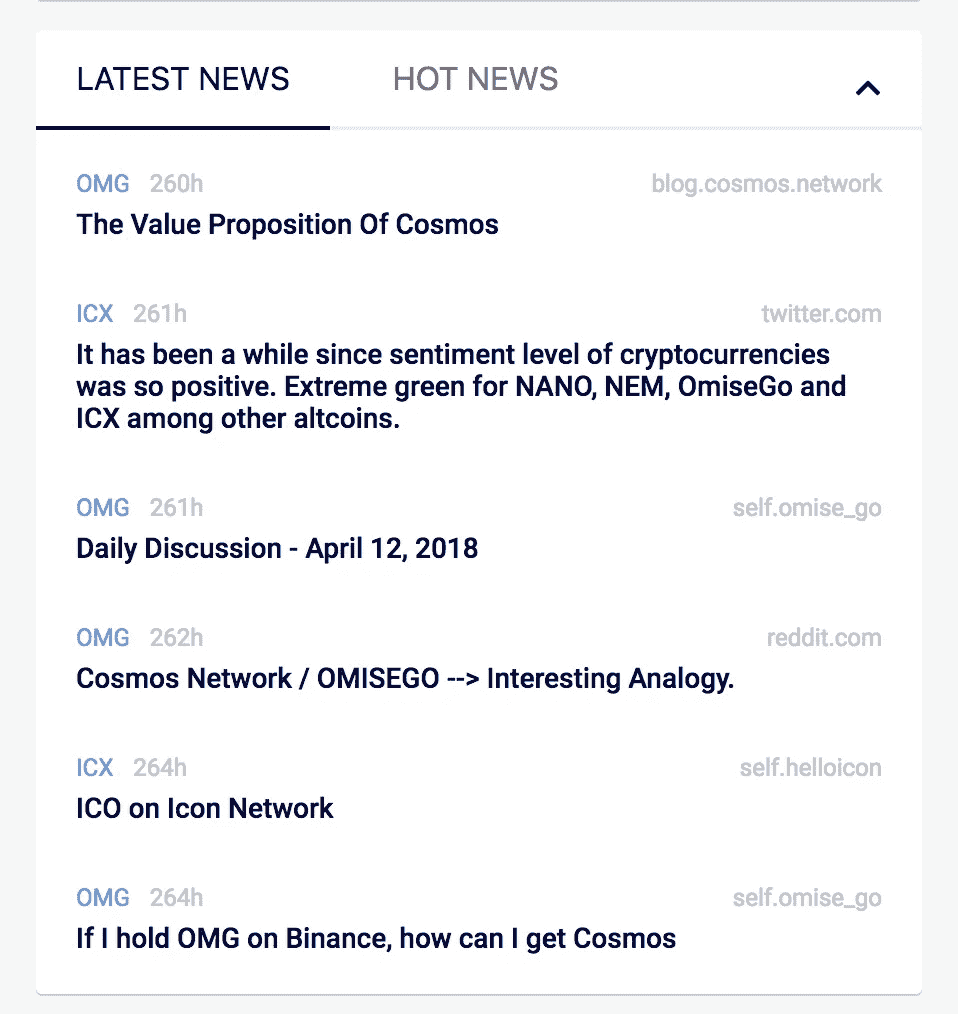 LATEST NEWS HOT NEWS
OMG 260h blog.cosmos.network
The Value Proposition Of Cosmos
ICX 261h twitter.com
It has been a while since sentiment level of cryptocurrencies
was so positive. Extreme green for NANO, NEM, OmiseGo and
ICX among other altcoins.
OMG 261h self.omise_go
Daily Discussion - April 12, 2018
OMG 262h reddit.com
Cosmos Network / OMISEGO --> Interesting Analogy.
ICX 264h self.helloicon
ICO on Icon Network
OMG 264h self.omise_go
If I hold OMG on Binance, how can I get Cosmos